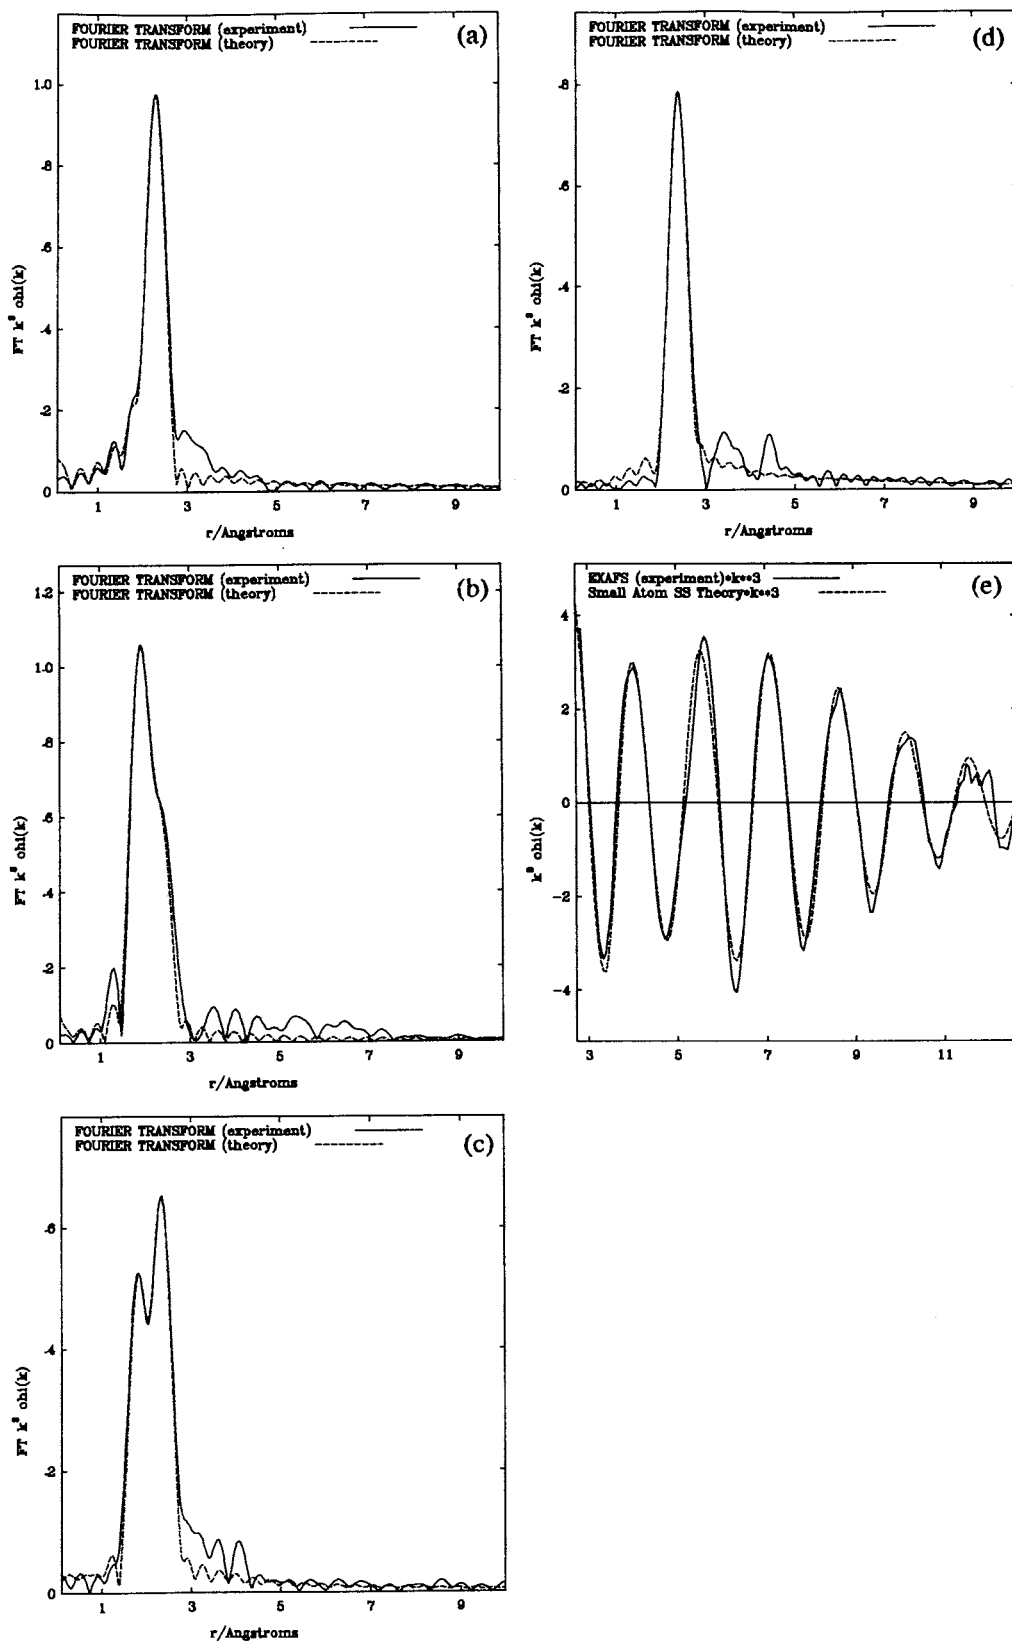 FOURIER TRANSFORM (experiment)
FOURIER TRANSFORM (theory)
(a)
1.0
.8
.6
.4
.2
0
FT k³ chi(k)
1 3 5 7 9
r/Angstroms
FOURIER TRANSFORM (experiment)
FOURIER TRANSFORM (theory)
(d)
.8
.6
.4
.2
0
FT k³ chi(k)
1 3 5 7 9
r/Angstroms
FOURIER TRANSFORM (experiment)
FOURIER TRANSFORM (theory)
(b)
1.2
1.0
.8
.6
.4
.2
0
FT k³ chi(k)
1 3 5 7 9
r/Angstroms
EXAFS (experiment)*k**3
Small Atom SS Theory*k**3
(e)
4
2
0
-2
-4
k³ chi(k)
3 5 7 9 11
FOURIER TRANSFORM (experiment)
FOURIER TRANSFORM (theory)
(c)
.6
.4
.2
0
FT k³ chi(k)
1 3 5 7 9
r/Angstroms